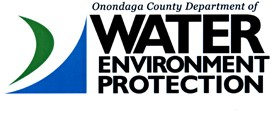 Onondaga County Department of
WATER
ENVIRONMENT
PROTECTION